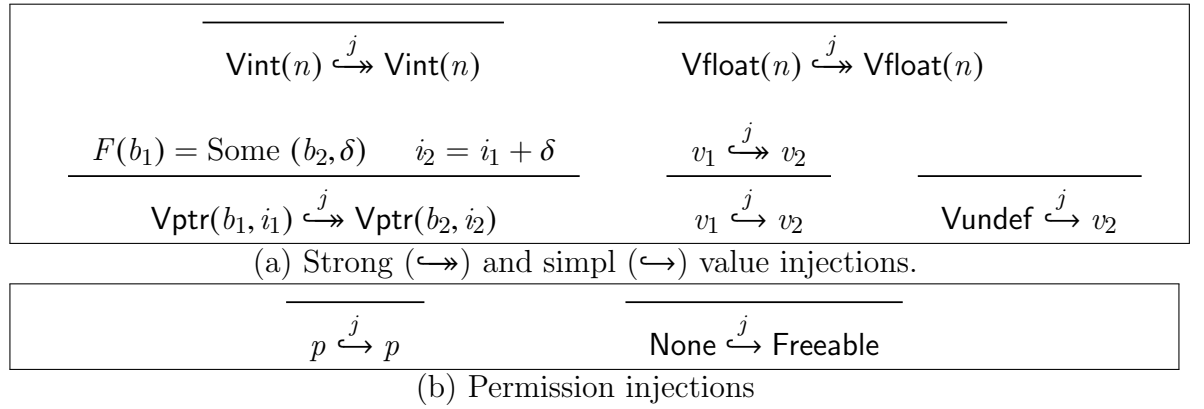 Vint(n) ↪↠ʲ Vint(n)    Vfloat(n) ↪↠ʲ Vfloat(n)
F(b₁) = Some (b₂, δ)    i₂ = i₁ + δ    v₁ ↪↠ʲ v₂
Vptr(b₁, i₁) ↪↠ʲ Vptr(b₂, i₂)    v₁ ↪ʲ v₂    Vundef ↪ʲ v₂
(a) Strong (↪↠) and simpl (↪) value injections.
p ↪ʲ p    None ↪ʲ Freeable
(b) Permission injections